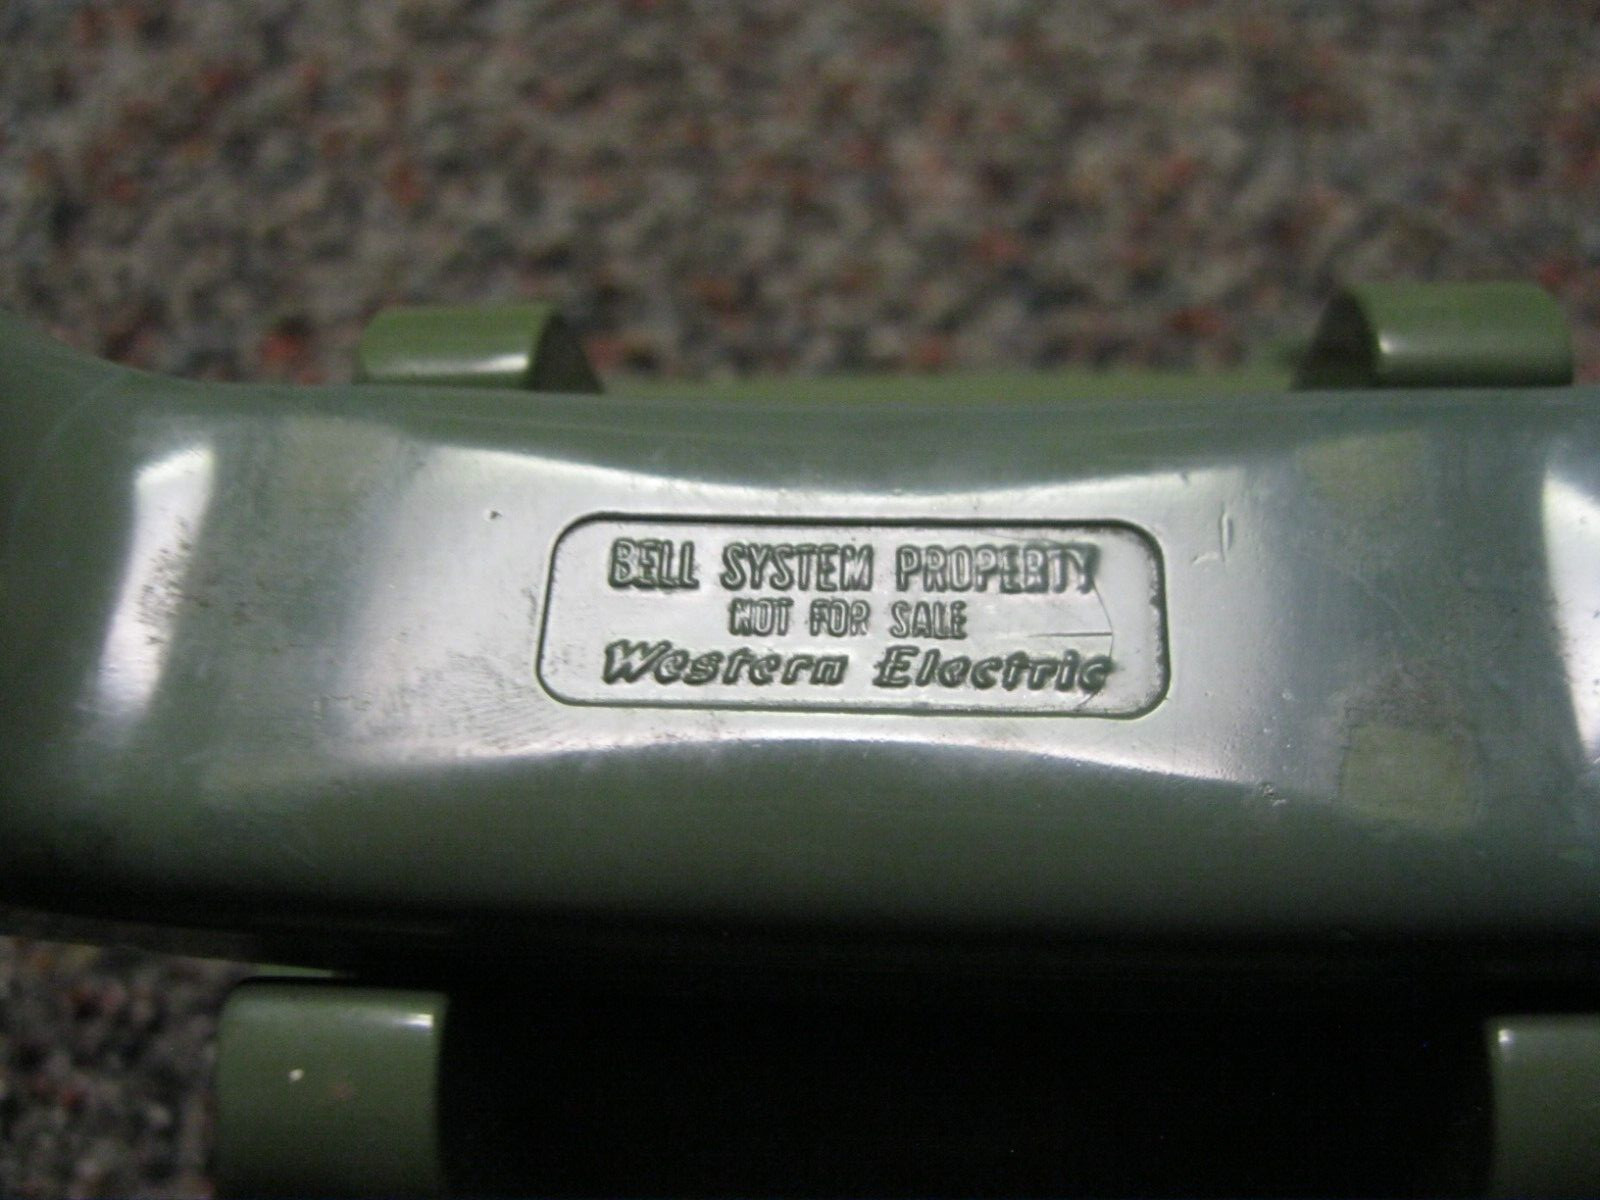 BELL SYSTEM PROPERTY
NOT FOR SALE
Western Electric